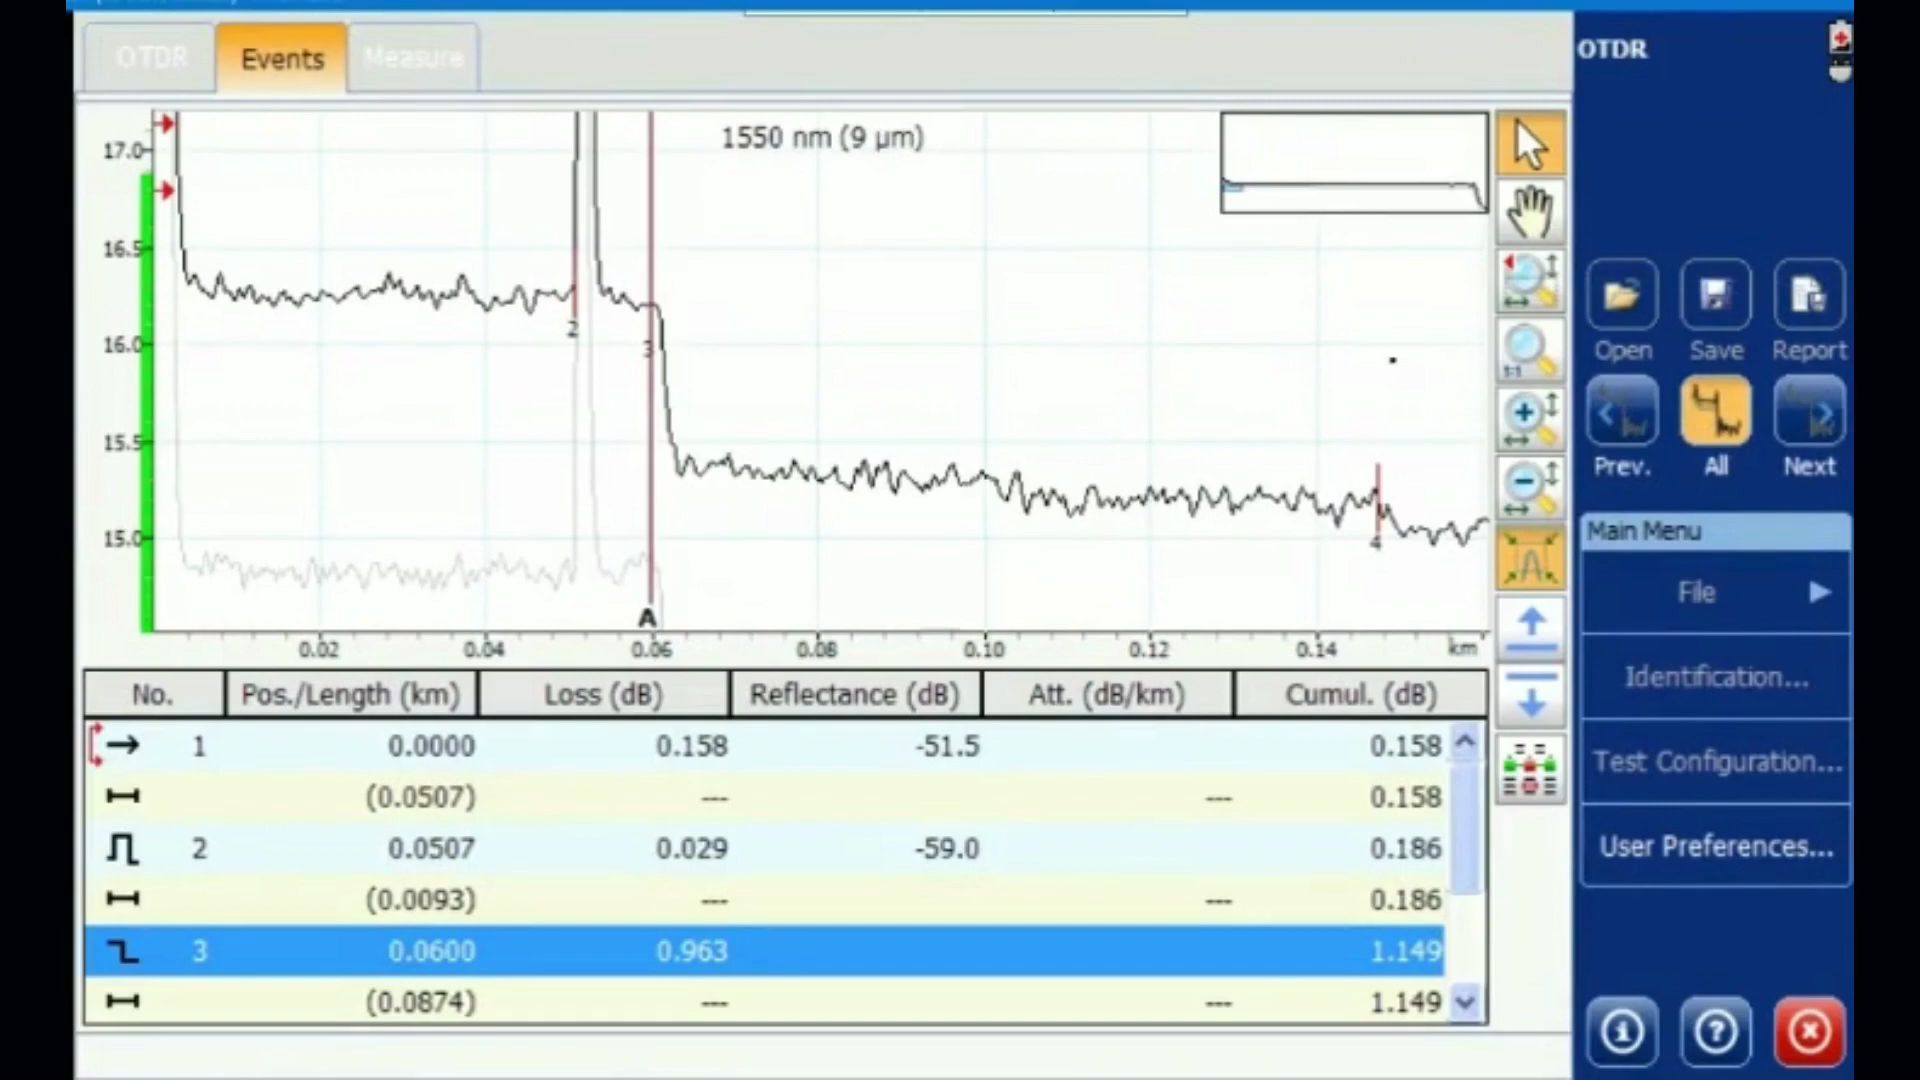 OTDR Events Measure
OTDR
1550 nm (9 µm)
17.0
16.5
16.0
15.5
15.0
2
3
4
A
0.02 0.04 0.06 0.08 0.10 0.12 0.14 km
No. Pos./Length (km) Loss (dB) Reflectance (dB) Att. (dB/km) Cumul. (dB)
1 0.0000 0.158 -51.5 0.158
(0.0507) --- --- 0.158
2 0.0507 0.029 -59.0 0.186
(0.0093) --- --- 0.186
3 0.0600 0.963 1.149
(0.0874) --- --- 1.149
1:1
Open Save Report
Prev. All Next
Main Menu
File
Identification...
Test Configuration...
User Preferences...